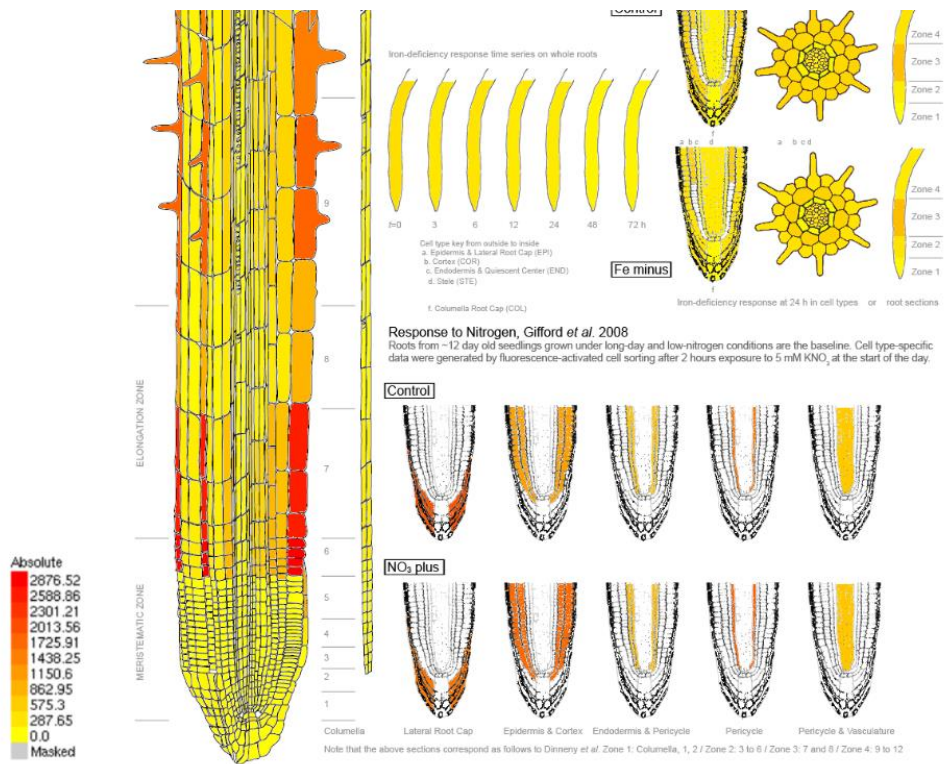 Control
Iron-deficiency response time series on whole roots
Zone 4
Zone 3
Zone 2
Zone 1
f
a b c d
a b c d
t=0 3 6 12 24 48 72 h
Cell type key from outside to inside
a. Epidermis & Lateral Root Cap (EPI)
b. Cortex (COR)
c. Endodermis & Quiescent Center (END)
d. Stele (STE)
f. Columella Root Cap (COL)
Zone 4
Zone 3
Zone 2
Zone 1
Fe minus
f
Iron-deficiency response at 24 h in cell types or root sections
Response to Nitrogen, Gifford et al. 2008
Roots from ~12 day old seedlings grown under long-day and low-nitrogen conditions are the baseline. Cell type-specific
data were generated by fluorescence-activated cell sorting after 2 hours exposure to 5 mM KNO3 at the start of the day.
Control
NO3 plus
9
8
7
6
5
4
3
2
1
Columella
ELONGATION ZONE
MERISTEMATIC ZONE
Absolute
2876.52
2588.86
2301.21
2013.56
1725.91
1438.25
1150.6
862.95
575.3
287.65
0.0
Masked
Lateral Root Cap Epidermis & Cortex Endodermis & Pericycle Pericycle Pericycle & Vasculature
Note that the above sections correspond as follows to Dinneny et al. Zone 1: Columella, 1, 2 / Zone 2: 3 to 6 / Zone 3: 7 and 8 / Zone 4: 9 to 12